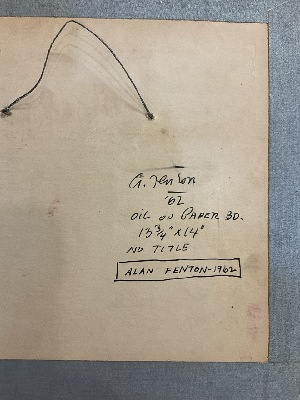 A. Fenton
'62
OIL ON PAPER BD.
13 3/4" X 14"
NO TITLE
ALAN FENTON-1962